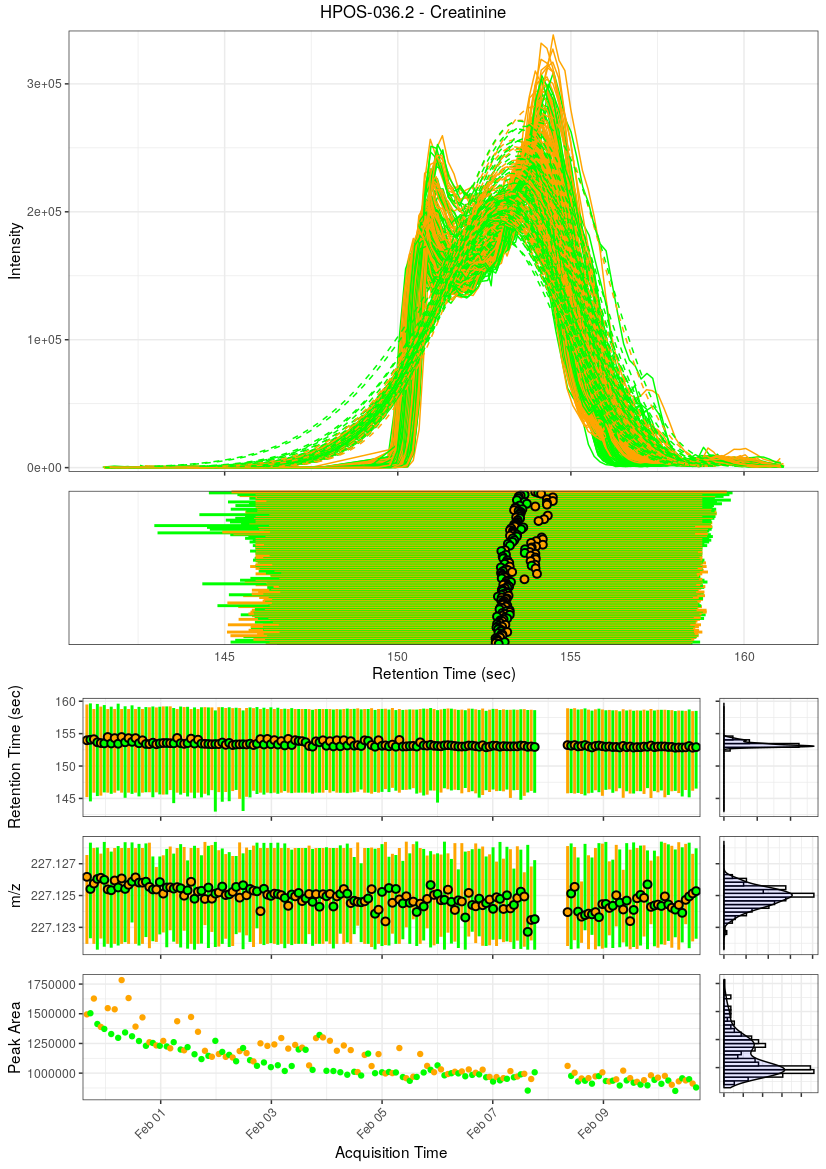 HPOS-036.2 - Creatinine
Intensity
3e+05
2e+05
1e+05
0e+00
145
150
155
160
Retention Time (sec)
Retention Time (sec)
160
155
150
145
m/z
227.127
227.125
227.123
Peak Area
1750000
1500000
1250000
1000000
Feb 01
Feb 03
Feb 05
Feb 07
Feb 09
Acquisition Time